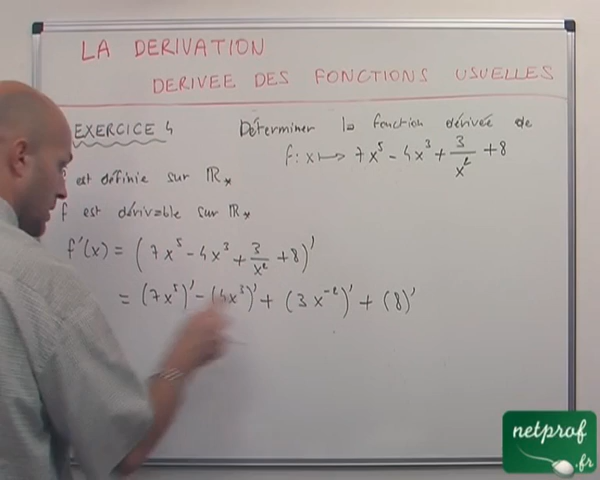 LA DERIVATION
DERIVEE DES FONCTIONS USUELLES
EXERCICE 4 Déterminer la fonction dérivée de
f: x ⟼ 7x⁵ - 4x³ + 3/x² + 8
est définie sur ℝ*
f est dérivable sur ℝ*
f'(x) = (7x⁵ - 4x³ + 3/x² + 8)'
= (7x⁵)' - (4x³)' + (3x⁻²)' + (8)'
netprof
.fr